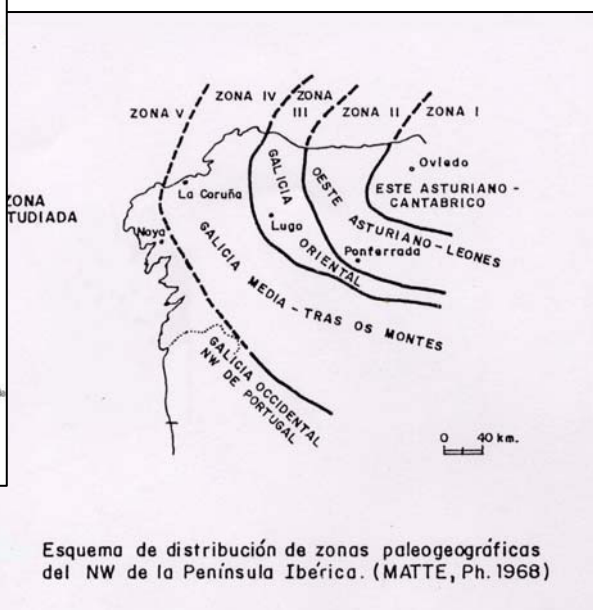 ZONA V
ZONA IV
ZONA III
ZONA II
ZONA I
Oviedo
ESTE ASTURIANO-
CANTABRICO
La Coruña
ZONA
TUDIADA
Noya
GALICIA ORIENTAL
Lugo
OESTE ASTURIANO-LEONES
Ponferrada
GALICIA MEDIA-TRAS OS MONTES
GALICIA OCCIDENTAL
NW DE PORTUGAL
0 40 km.
Esquema de distribución de zonas paleogeográficas
del NW de la Península Ibérica. (MATTE, Ph. 1968)